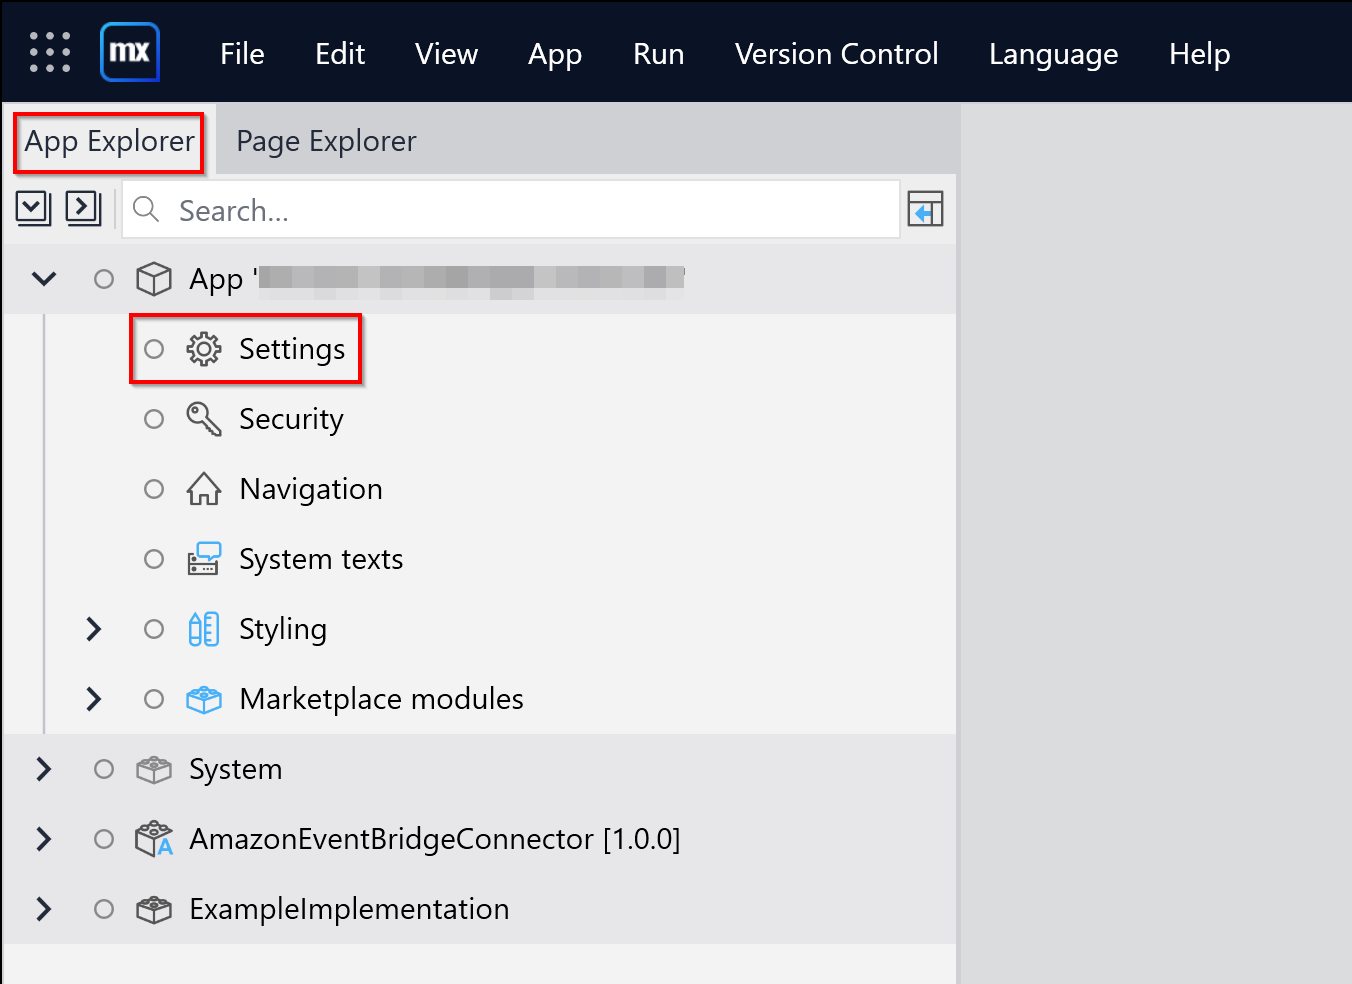 mx File Edit View App Run Version Control Language Help
App Explorer Page Explorer
Search...
App '
Settings
Security
Navigation
System texts
Styling
Marketplace modules
System
AmazonEventBridgeConnector [1.0.0]
ExampleImplementation